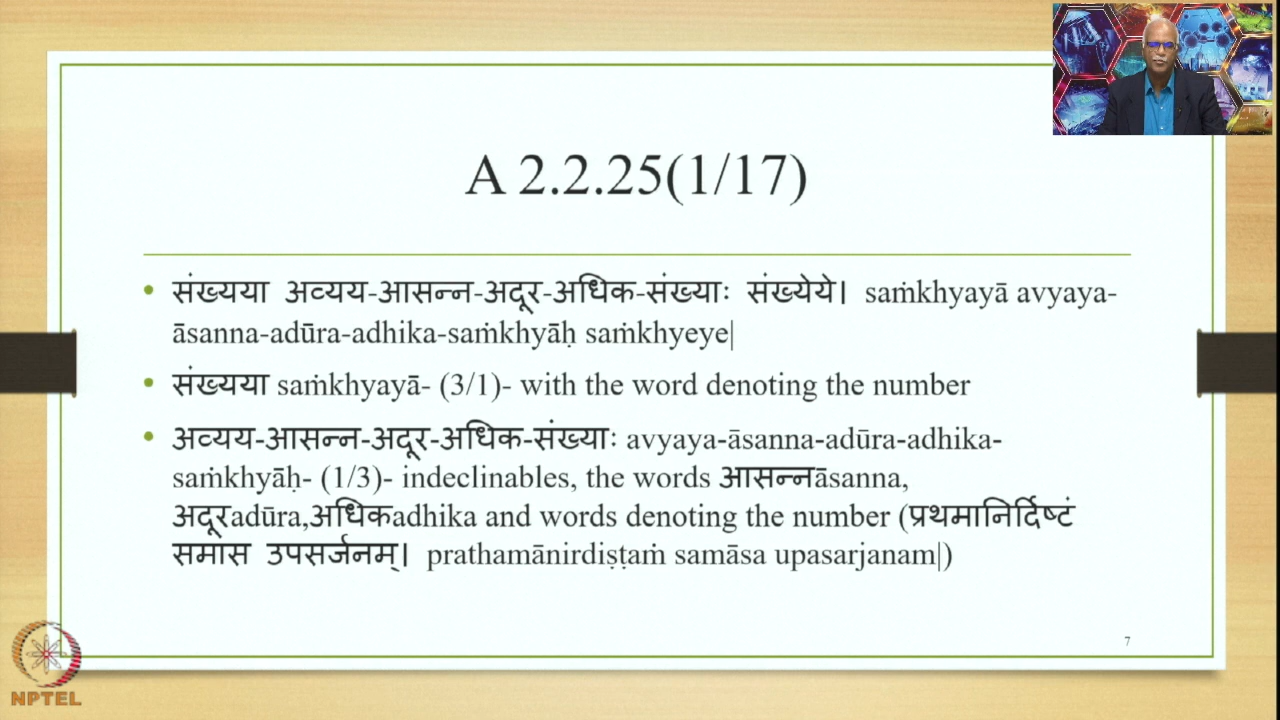 A 2.2.25(1/17)
• संख्यया अव्यय-आसन्न-अदूर-अधिक-संख्याः संख्येये। saṁkhyayā avyaya-
āsanna-adūra-adhika-saṁkhyāḥ saṁkhyeye|
• संख्यया saṁkhyayā- (3/1)- with the word denoting the number
• अव्यय-आसन्न-अदूर-अधिक-संख्याः avyaya-āsanna-adūra-adhika-
saṁkhyāḥ- (1/3)- indeclinables, the words आसन्नāsanna,
अदूरadūra,अधिकadhika and words denoting the number (प्रथमानिर्दिष्टं
समास उपसर्जनम्। prathamānirdiṣṭaṁ samāsa upasarjanam|)
7
NPTEL